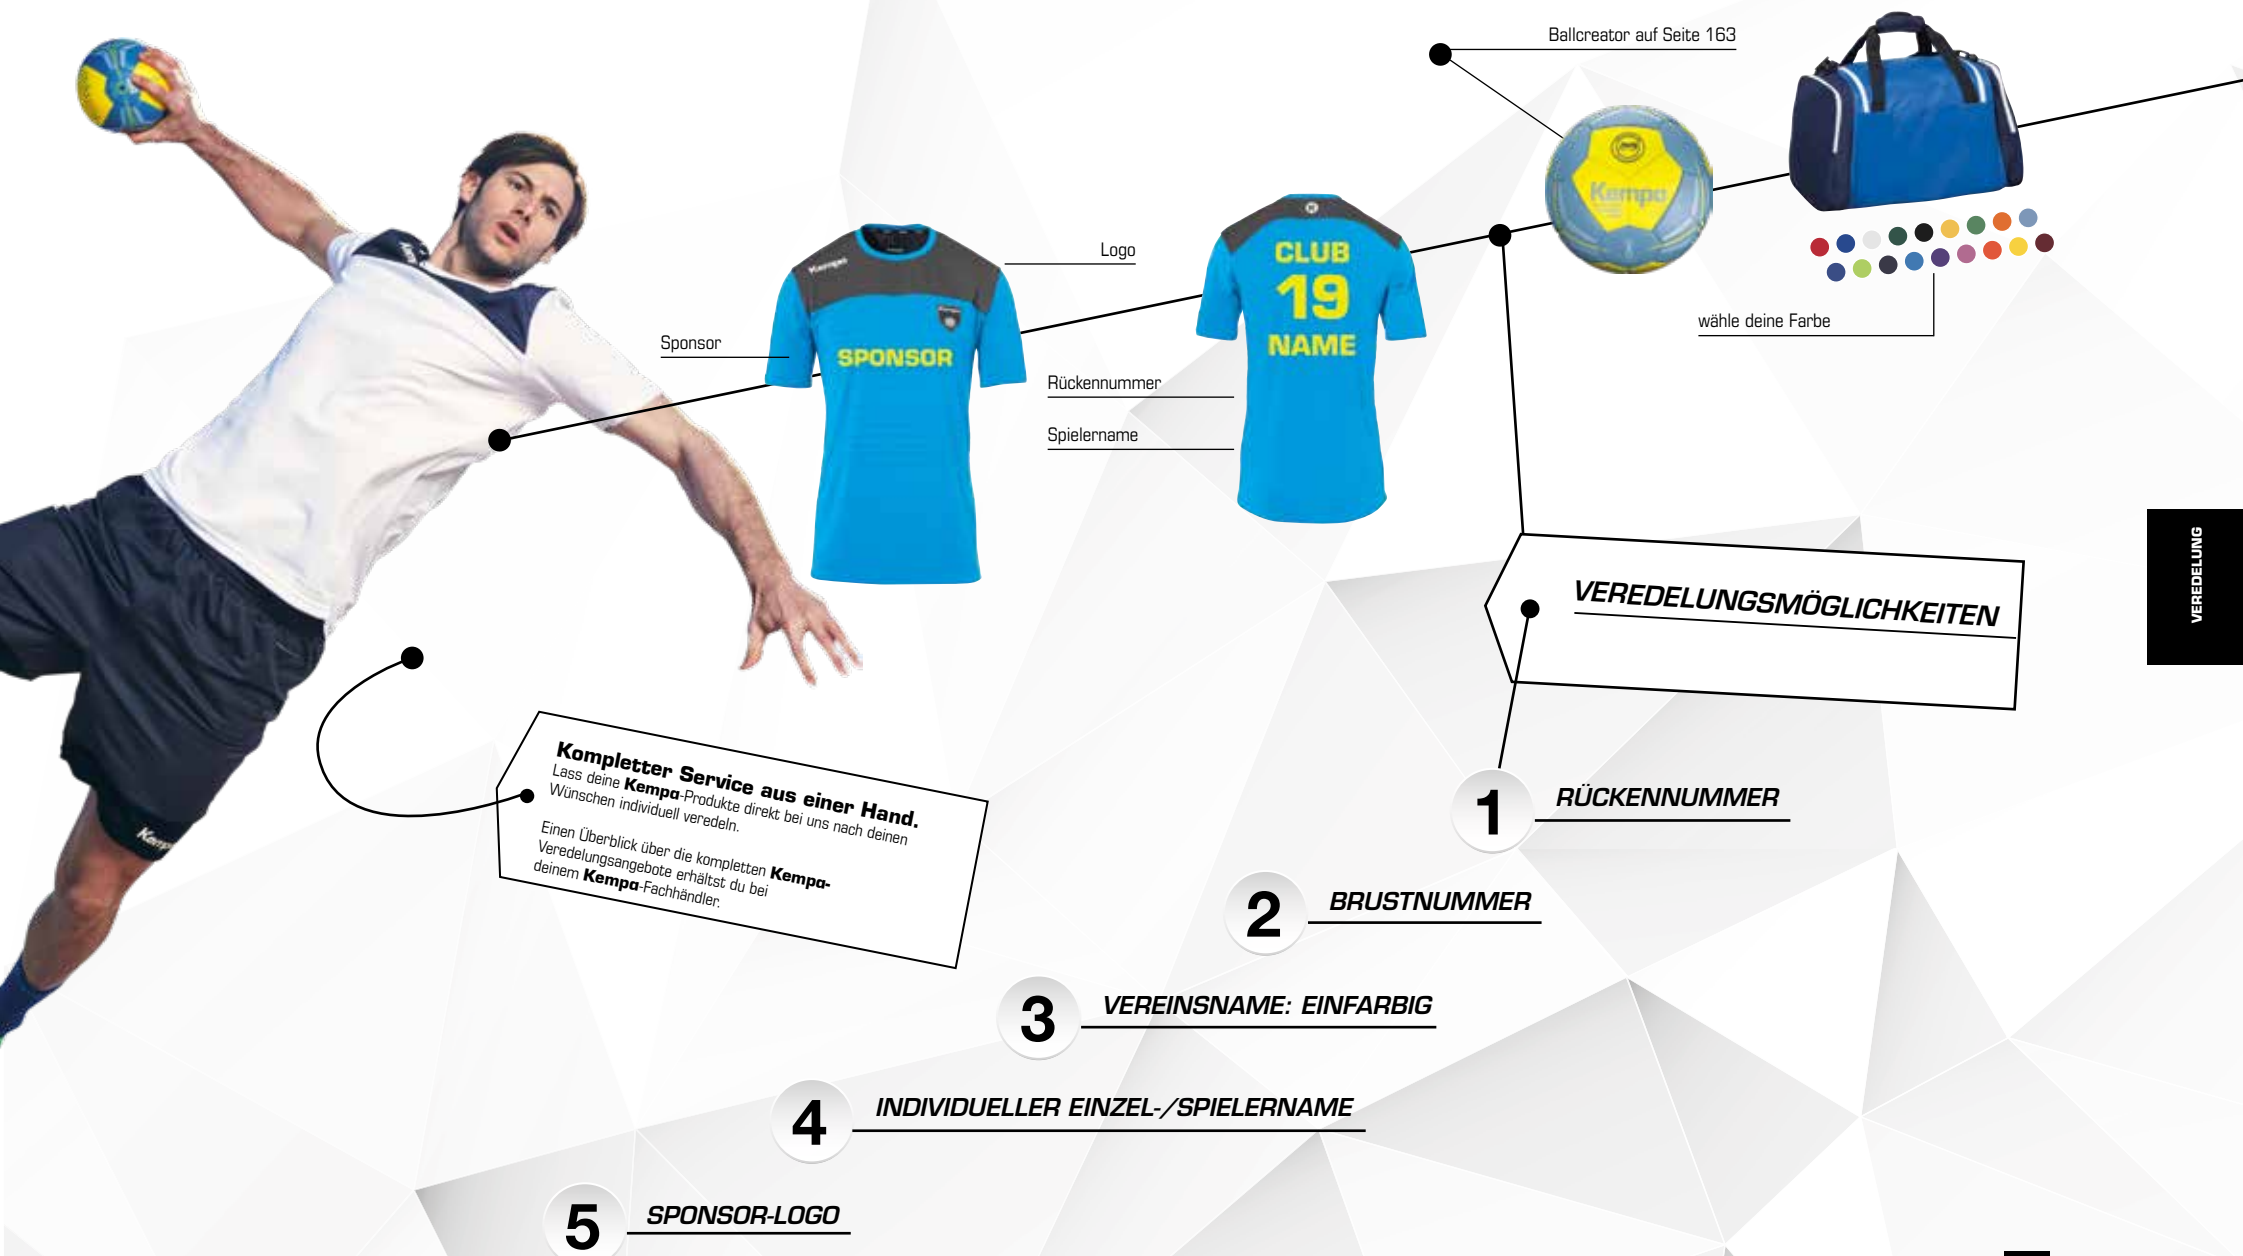 Ballcreator auf Seite 163
Kempa
Kempa
CLUB
19
NAME
Logo
Sponsor
SPONSOR
wähle deine Farbe
Rückennummer
Spielername
VEREDELUNG
VEREDELUNGSMÖGLICHKEITEN
Kompletter Service aus einer Hand.
Lass deine Kempa-Produkte direkt bei uns nach deinen
Wünschen individuell veredeln.
Einen Überblick über die kompletten Kempa-
Veredelungsangebote erhältst du bei
deinem Kempa-Fachhändler.
Kempa
1 RÜCKENNUMMER
2 BRUSTNUMMER
3 VEREINSNAME: EINFARBIG
4 INDIVIDUELLER EINZEL-/SPIELERNAME
5 SPONSOR-LOGO